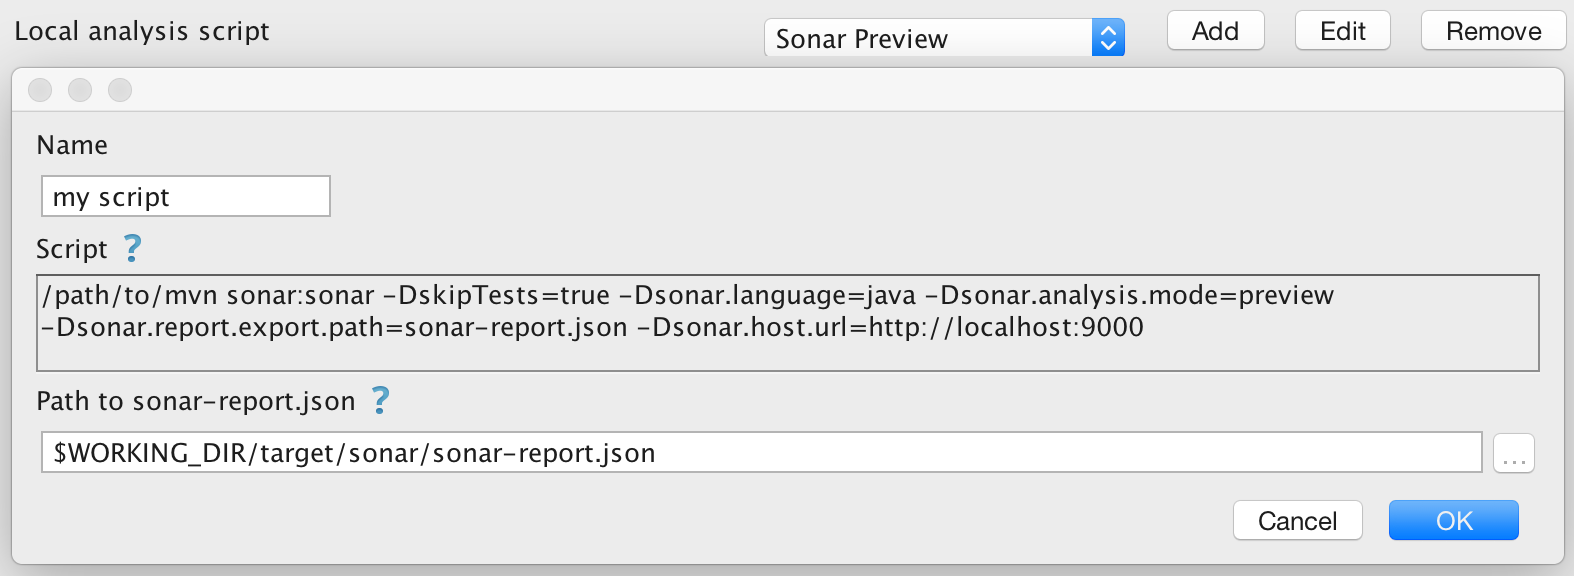 Local analysis script
Sonar Preview
Add
Edit
Remove
Name
my script
Script ?
/path/to/mvn sonar:sonar -DskipTests=true -Dsonar.language=java -Dsonar.analysis.mode=preview
-Dsonar.report.export.path=sonar-report.json -Dsonar.host.url=http://localhost:9000
Path to sonar-report.json ?
$WORKING_DIR/target/sonar/sonar-report.json
...
Cancel
OK